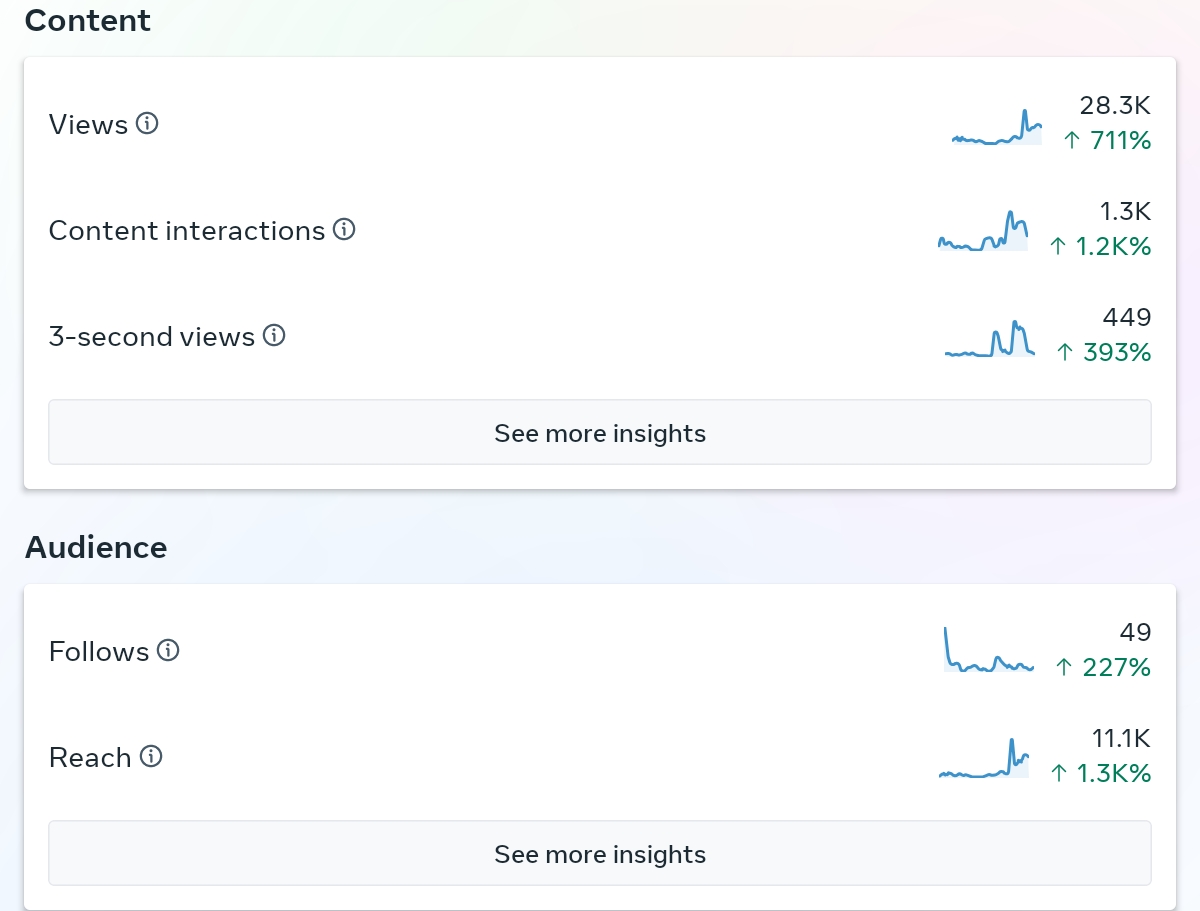 Content
Views
28.3K
↑ 711%
Content interactions
1.3K
↑ 1.2K%
3-second views
449
↑ 393%
See more insights
Audience
Follows
49
↑ 227%
Reach
11.1K
↑ 1.3K%
See more insights